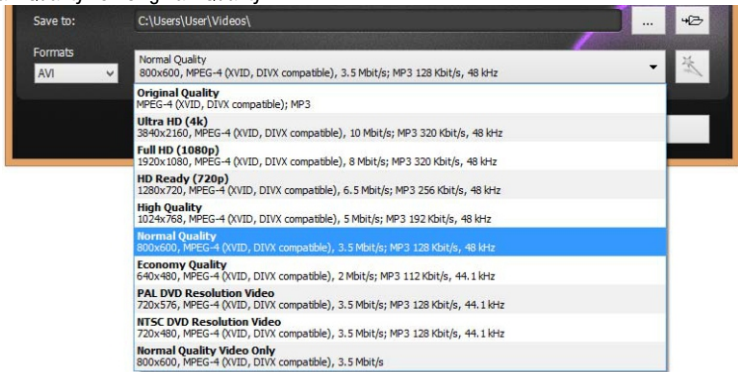 Save to:
C:\Users\User\Videos\
...
Formats
AVI
Normal Quality
800x600, MPEG-4 (XVID, DIVX compatible), 3.5 Mbit/s; MP3 128 Kbit/s, 48 kHz
Original Quality
MPEG-4 (XVID, DIVX compatible); MP3
Ultra HD (4k)
3840x2160, MPEG-4 (XVID, DIVX compatible), 10 Mbit/s; MP3 320 Kbit/s, 48 kHz
Full HD (1080p)
1920x1080, MPEG-4 (XVID, DIVX compatible), 8 Mbit/s; MP3 320 Kbit/s, 48 kHz
HD Ready (720p)
1280x720, MPEG-4 (XVID, DIVX compatible), 6.5 Mbit/s; MP3 256 Kbit/s, 48 kHz
High Quality
1024x768, MPEG-4 (XVID, DIVX compatible), 5 Mbit/s; MP3 192 Kbit/s, 48 kHz
Normal Quality
800x600, MPEG-4 (XVID, DIVX compatible), 3.5 Mbit/s; MP3 128 Kbit/s, 48 kHz
Economy Quality
640x480, MPEG-4 (XVID, DIVX compatible), 2 Mbit/s; MP3 112 Kbit/s, 44.1 kHz
PAL DVD Resolution Video
720x576, MPEG-4 (XVID, DIVX compatible), 3.5 Mbit/s; MP3 128 Kbit/s, 44.1 kHz
NTSC DVD Resolution Video
720x480, MPEG-4 (XVID, DIVX compatible), 3.5 Mbit/s; MP3 128 Kbit/s, 44.1 kHz
Normal Quality Video Only
800x600, MPEG-4 (XVID, DIVX compatible), 3.5 Mbit/s